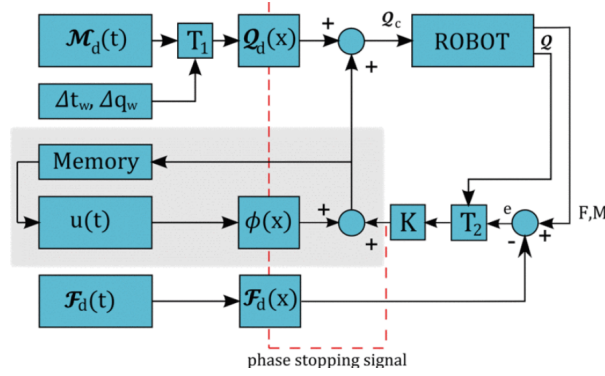 𝓜d(t)
T1
𝓠d(x)
+
+
𝓠c
ROBOT
𝓠
Δtw, Δqw
Memory
u(t)
ϕ(x)
+
+
K
T2
e
-
+
F,M
𝓕d(t)
𝓕d(x)
phase stopping signal